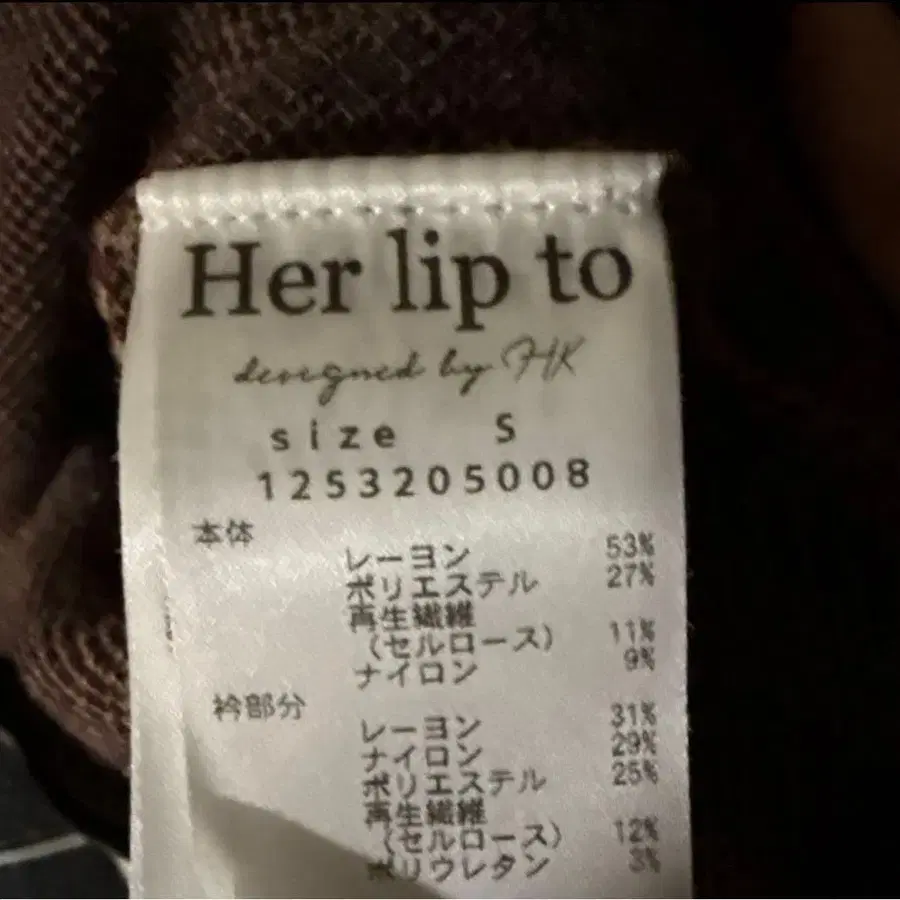 Her lip to
designed by HK
size S
1253205008
本体
レーヨン 53%
ポリエステル 27%
再生繊維
(セルロース) 11%
ナイロン 9%
衿部分
レーヨン 31%
ナイロン 29%
ポリエステル 25%
再生繊維
(セルロース) 12%
ポリウレタン 3%